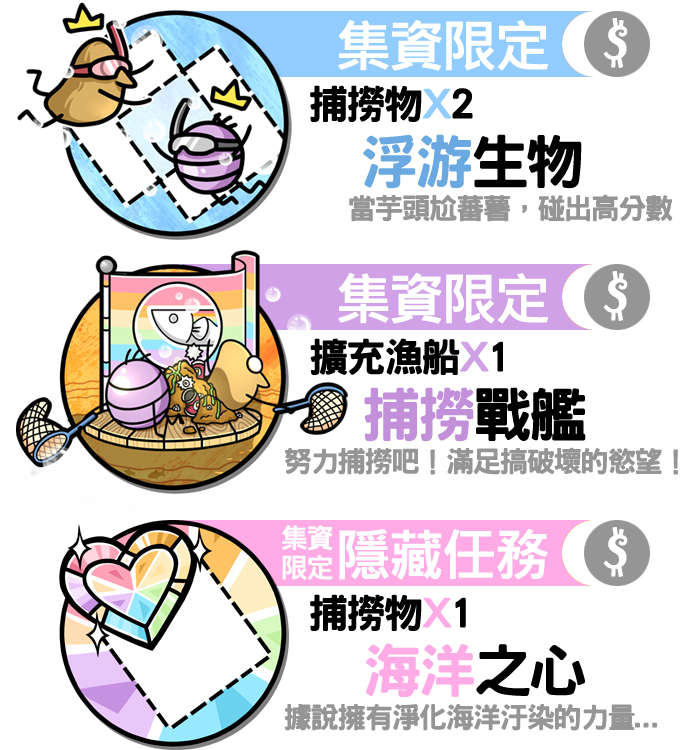 集資限定 $
捕撈物X2
浮游生物
當芋頭尬蕃薯，碰出高分數
集資限定 $
擴充漁船X1
捕撈戰艦
努力捕撈吧！滿足搞破壞的慾望！
集資限定 隱藏任務 $
捕撈物X1
海洋之心
據說擁有淨化海洋汙染的力量...